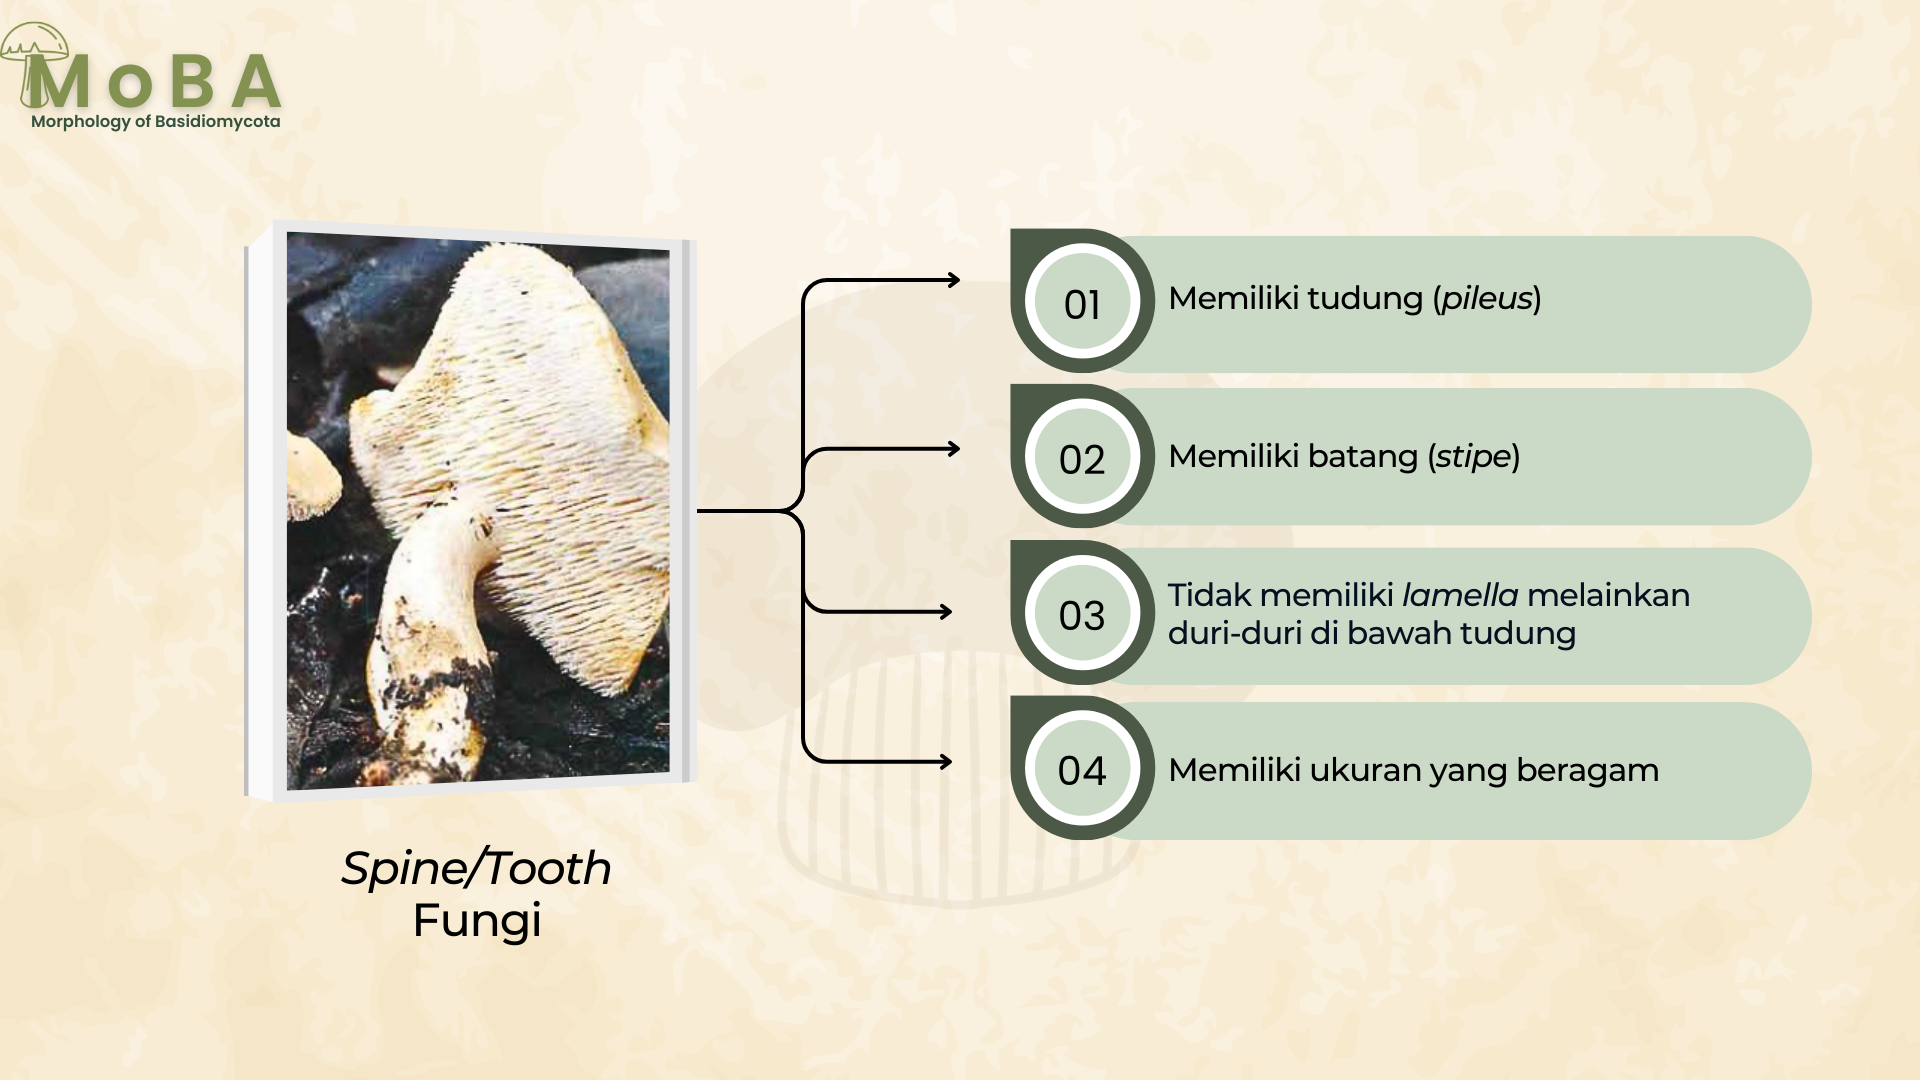 MoBA
Morphology of Basidiomycota
01
Memiliki tudung (pileus)
02
Memiliki batang (stipe)
03
Tidak memiliki lamella melainkan
duri-duri di bawah tudung
04
Memiliki ukuran yang beragam
Spine/Tooth
Fungi